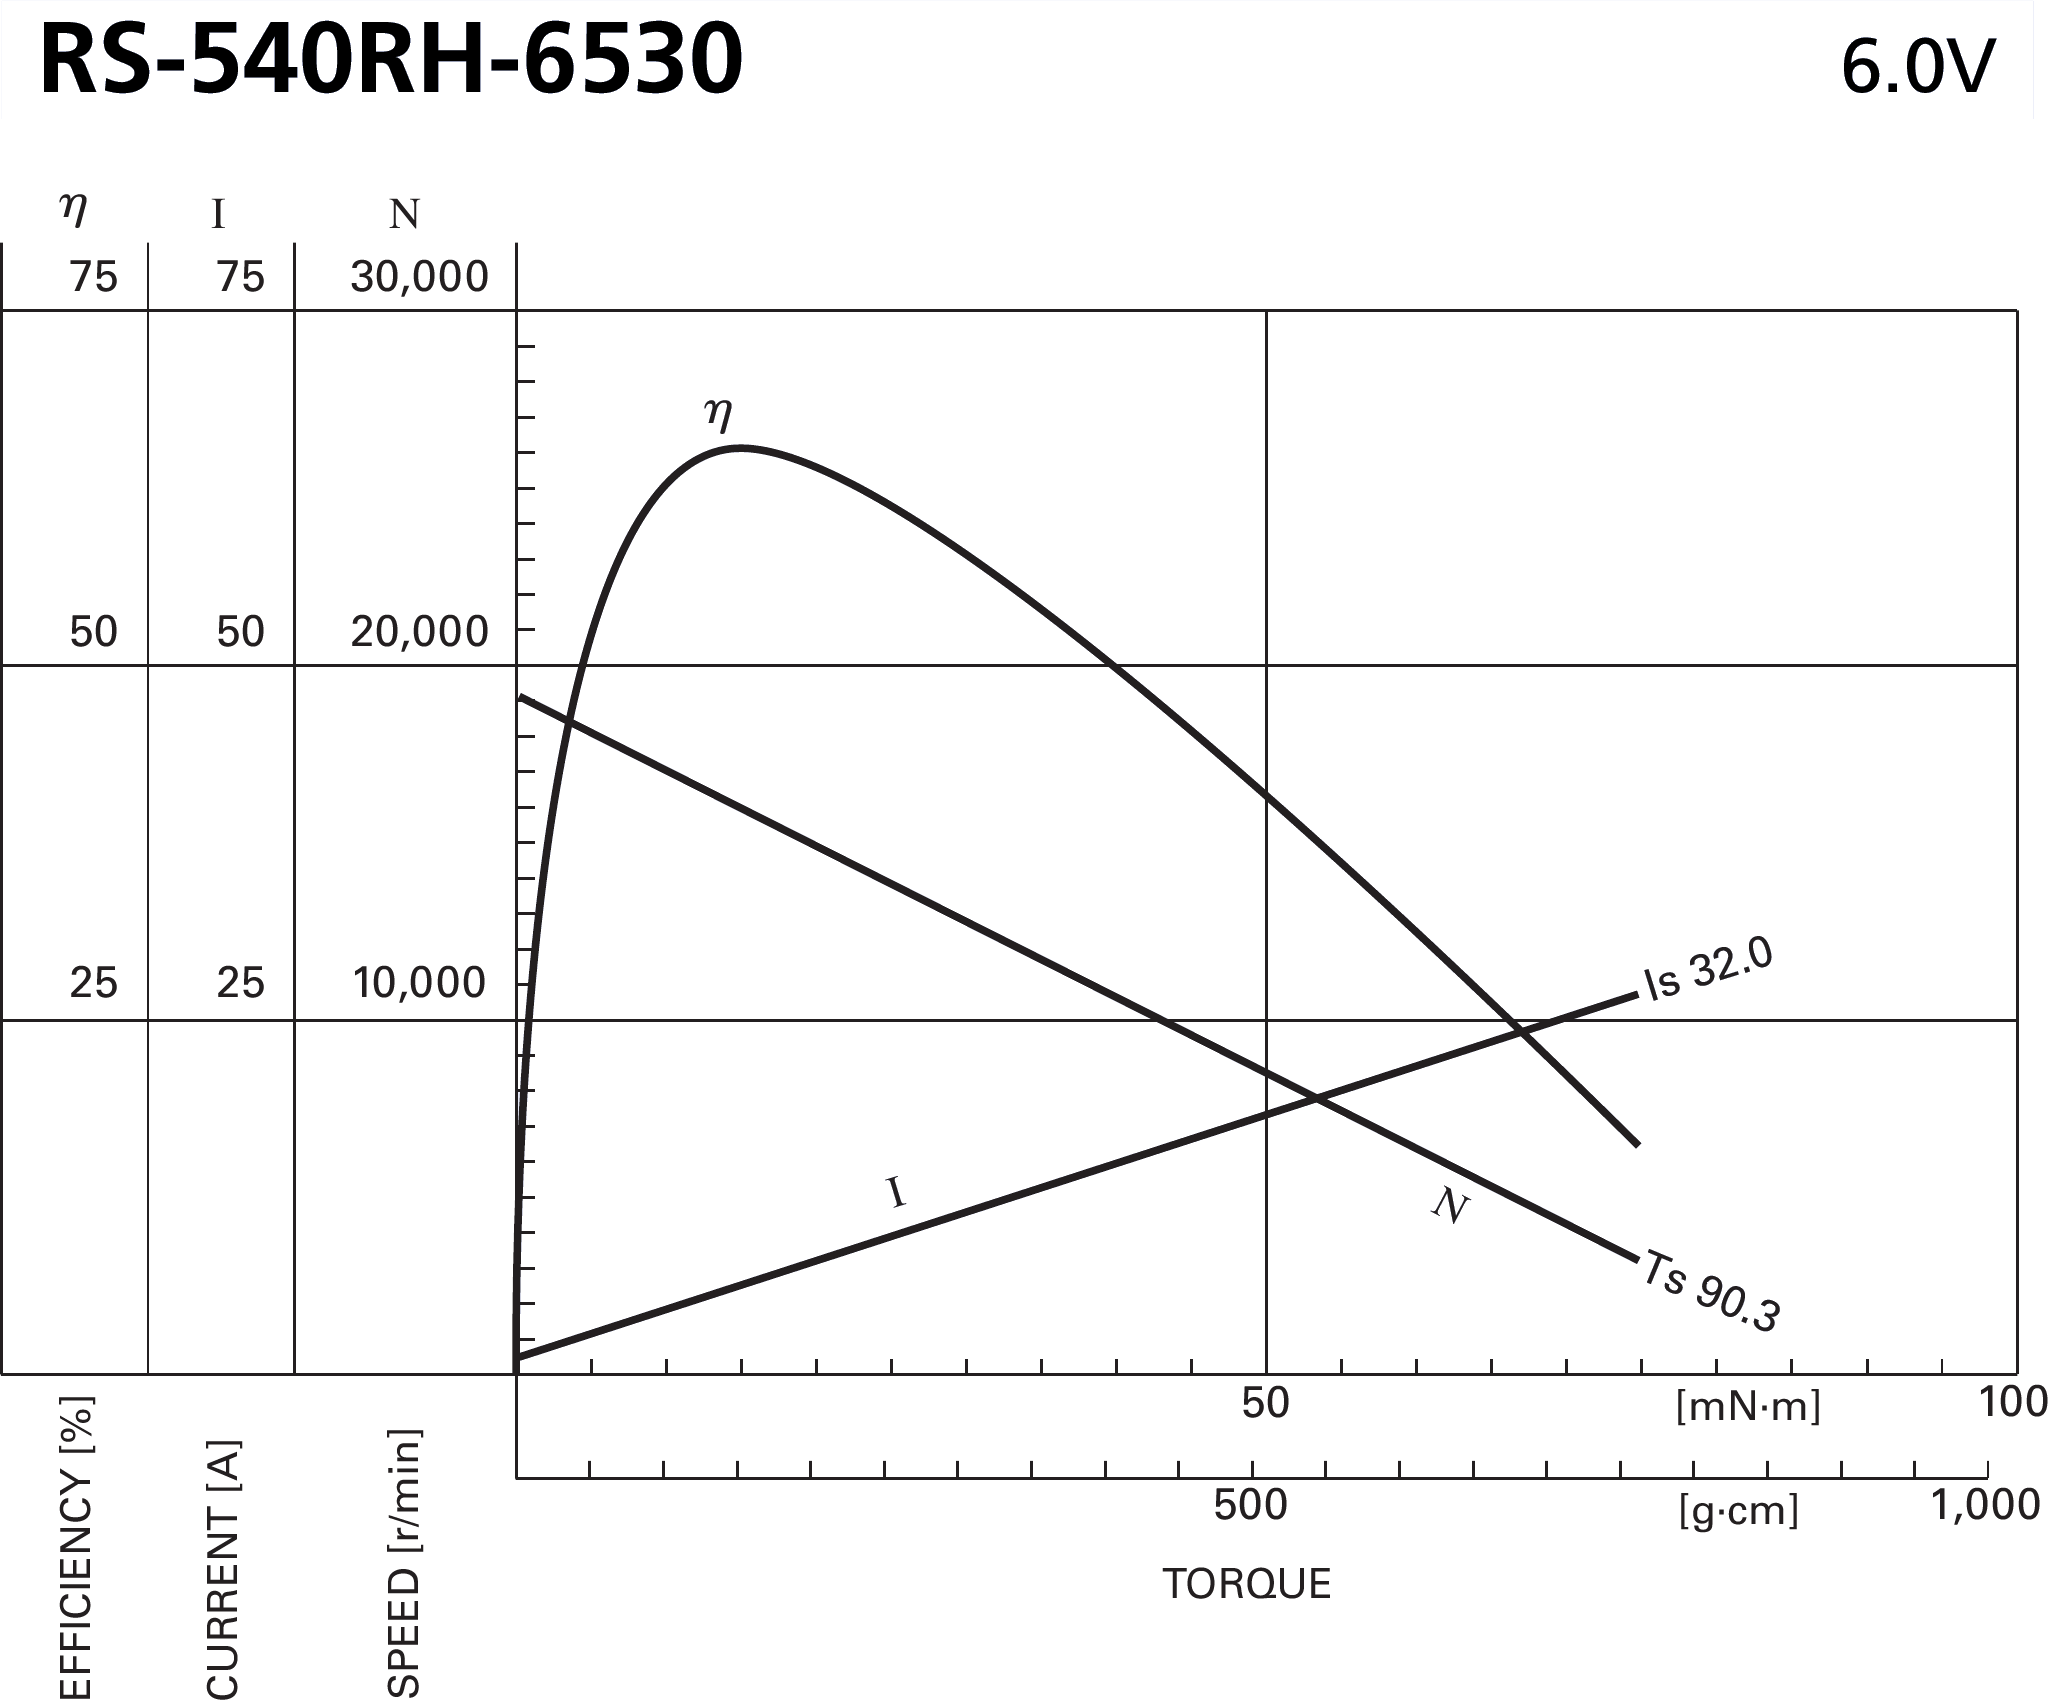 RS-540RH-6530 6.0V
η I N
75 75 30,000
η
50 50 20,000
25 25 10,000
Is 32.0
I
N
Ts 90.3
50 [mN·m] 100
500 [g·cm] 1,000
TORQUE
EFFICIENCY [%]
CURRENT [A]
SPEED [r/min]